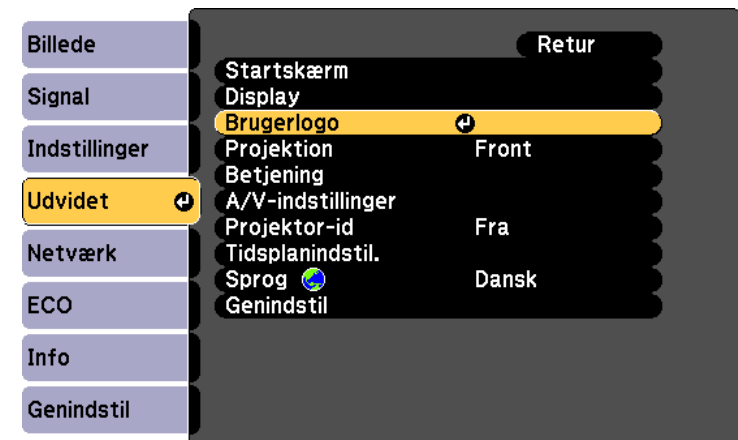 Billede
Signal
Indstillinger
Udvidet
Netværk
ECO
Info
Genindstil
Retur
Startskærm
Display
Brugerlogo
Projektion Front
Betjening
A/V-indstillinger
Projektor-id Fra
Tidsplanindstil.
Sprog Dansk
Genindstil